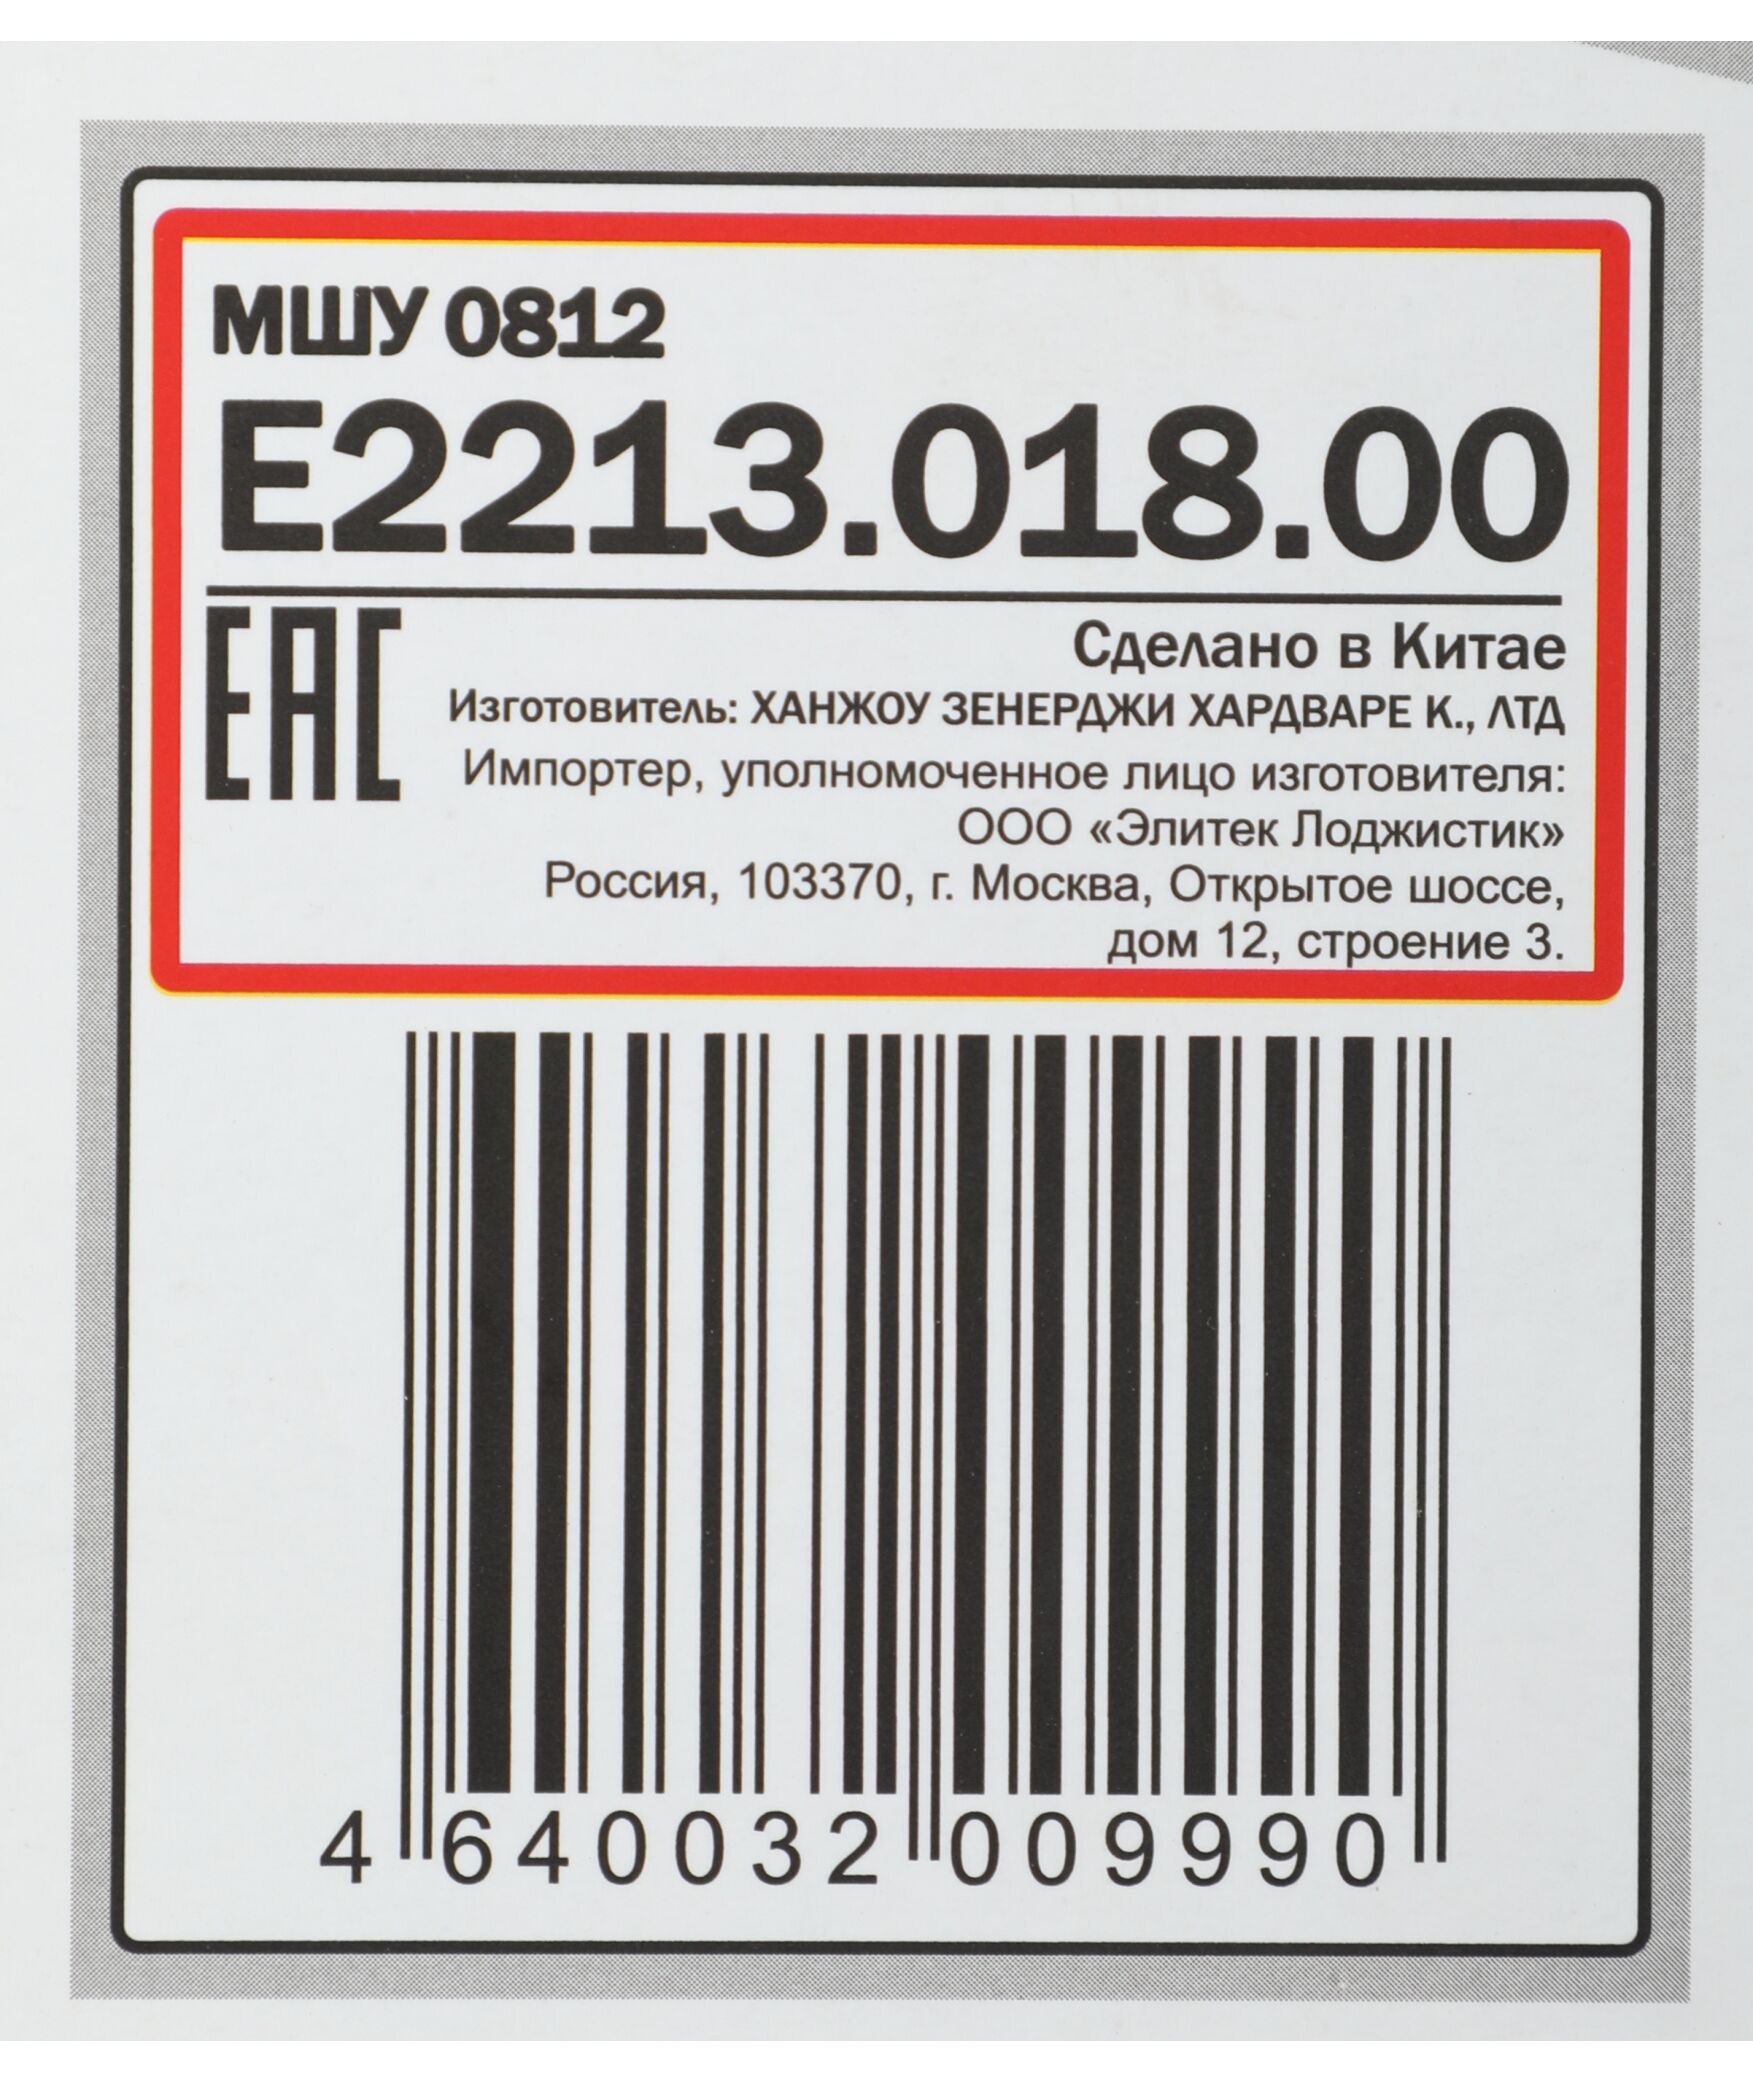 МШУ 0812
Е2213.018.00
ЕАС
Сделано в Китае
Изготовитель: ХАНЖОУ ЗЕНЕРДЖИ ХАРДВАРЕ К., ЛТД
Импортер, уполномоченное лицо изготовителя:
ООО «Элитек Лоджистик»
Россия, 103370, г. Москва, Открытое шоссе,
дом 12, строение 3.
4 640032 009990